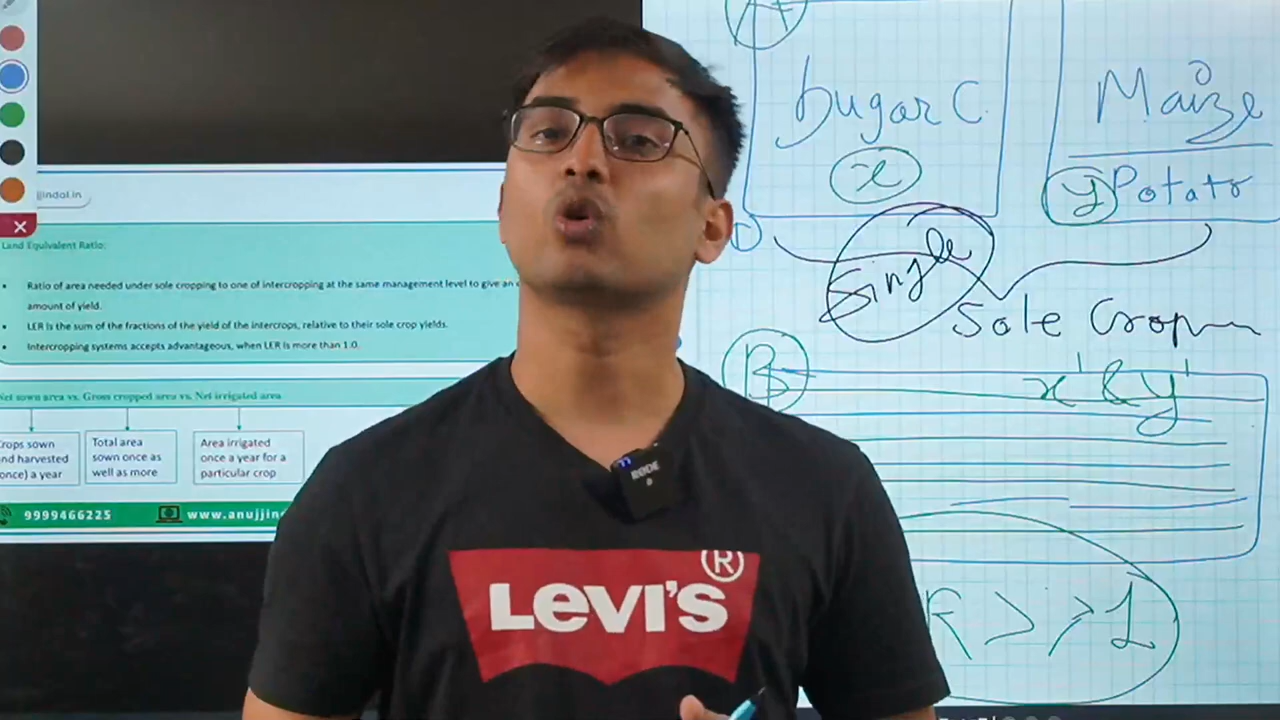 jjindal.in
Land Equivalent Ratio:
Ratio of area needed under sole cropping to one of intercropping at the same management level to give an
amount of yield.
LER is the sum of the fractions of the yield of the intercrops, relative to their sole crop yields.
Intercropping systems accepts advantageous, when LER is more than 1.0.
Net sown area vs. Gross cropped area vs. Net irrigated area
Crops sown
and harvested
(once) a year
Total area
sown once as
well as more
Area irrigated
once a year for a
particular crop
9999466225
www.anujjin
A
Sugar C
x
Maize
y Potato
Single
Sole Crop
B
x' & y'
R > > 1
RODE
Levi's ®